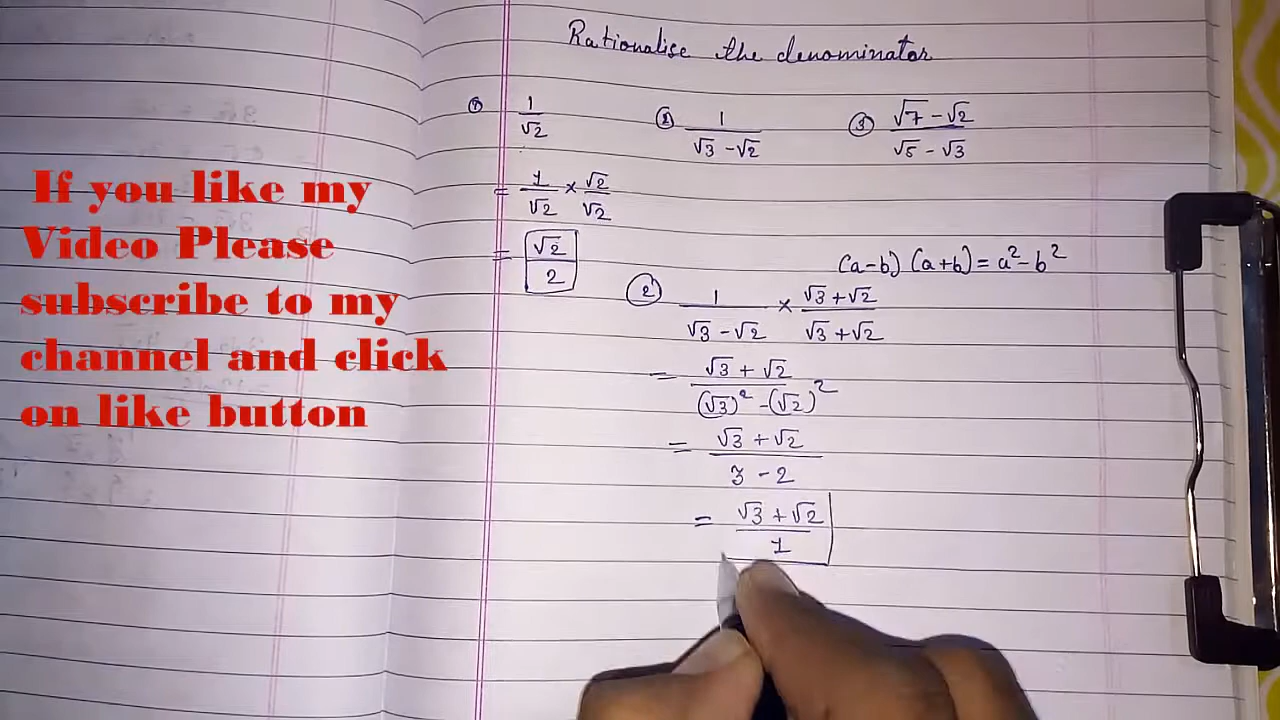 Rationalise the denominator
① 1/√2 ② 1/(√3 - √2) ③ (√7 - √2)/(√5 - √3)
= 1/√2 × √2/√2
= √2/2
(a-b) (a+b) = a² - b²
② 1/(√3 - √2) × (√3 + √2)/(√3 + √2)
= (√3 + √2)/((√3)² - (√2)²)
= (√3 + √2)/(3 - 2)
= (√3 + √2)/1
If you like my
Video Please
subscribe to my
channel and click
on like button